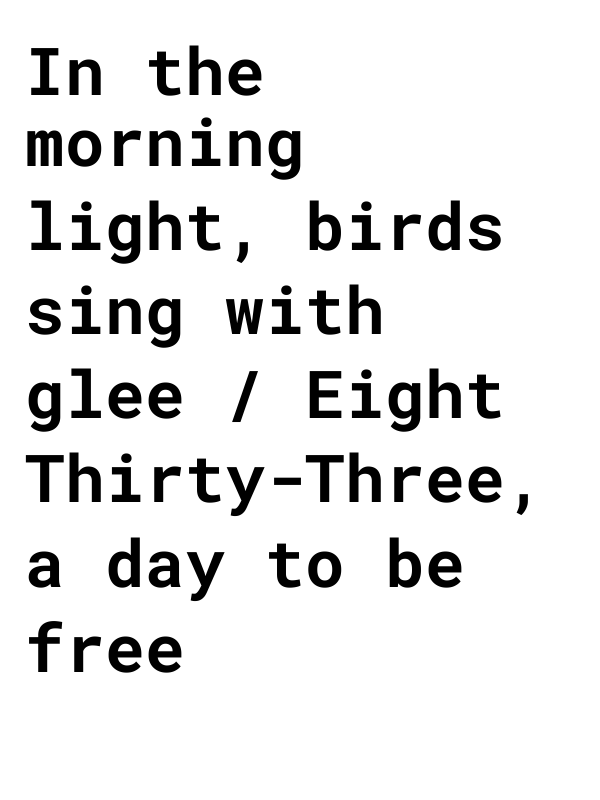 In the
morning
light, birds
sing with
glee / Eight
Thirty-Three,
a day to be
free